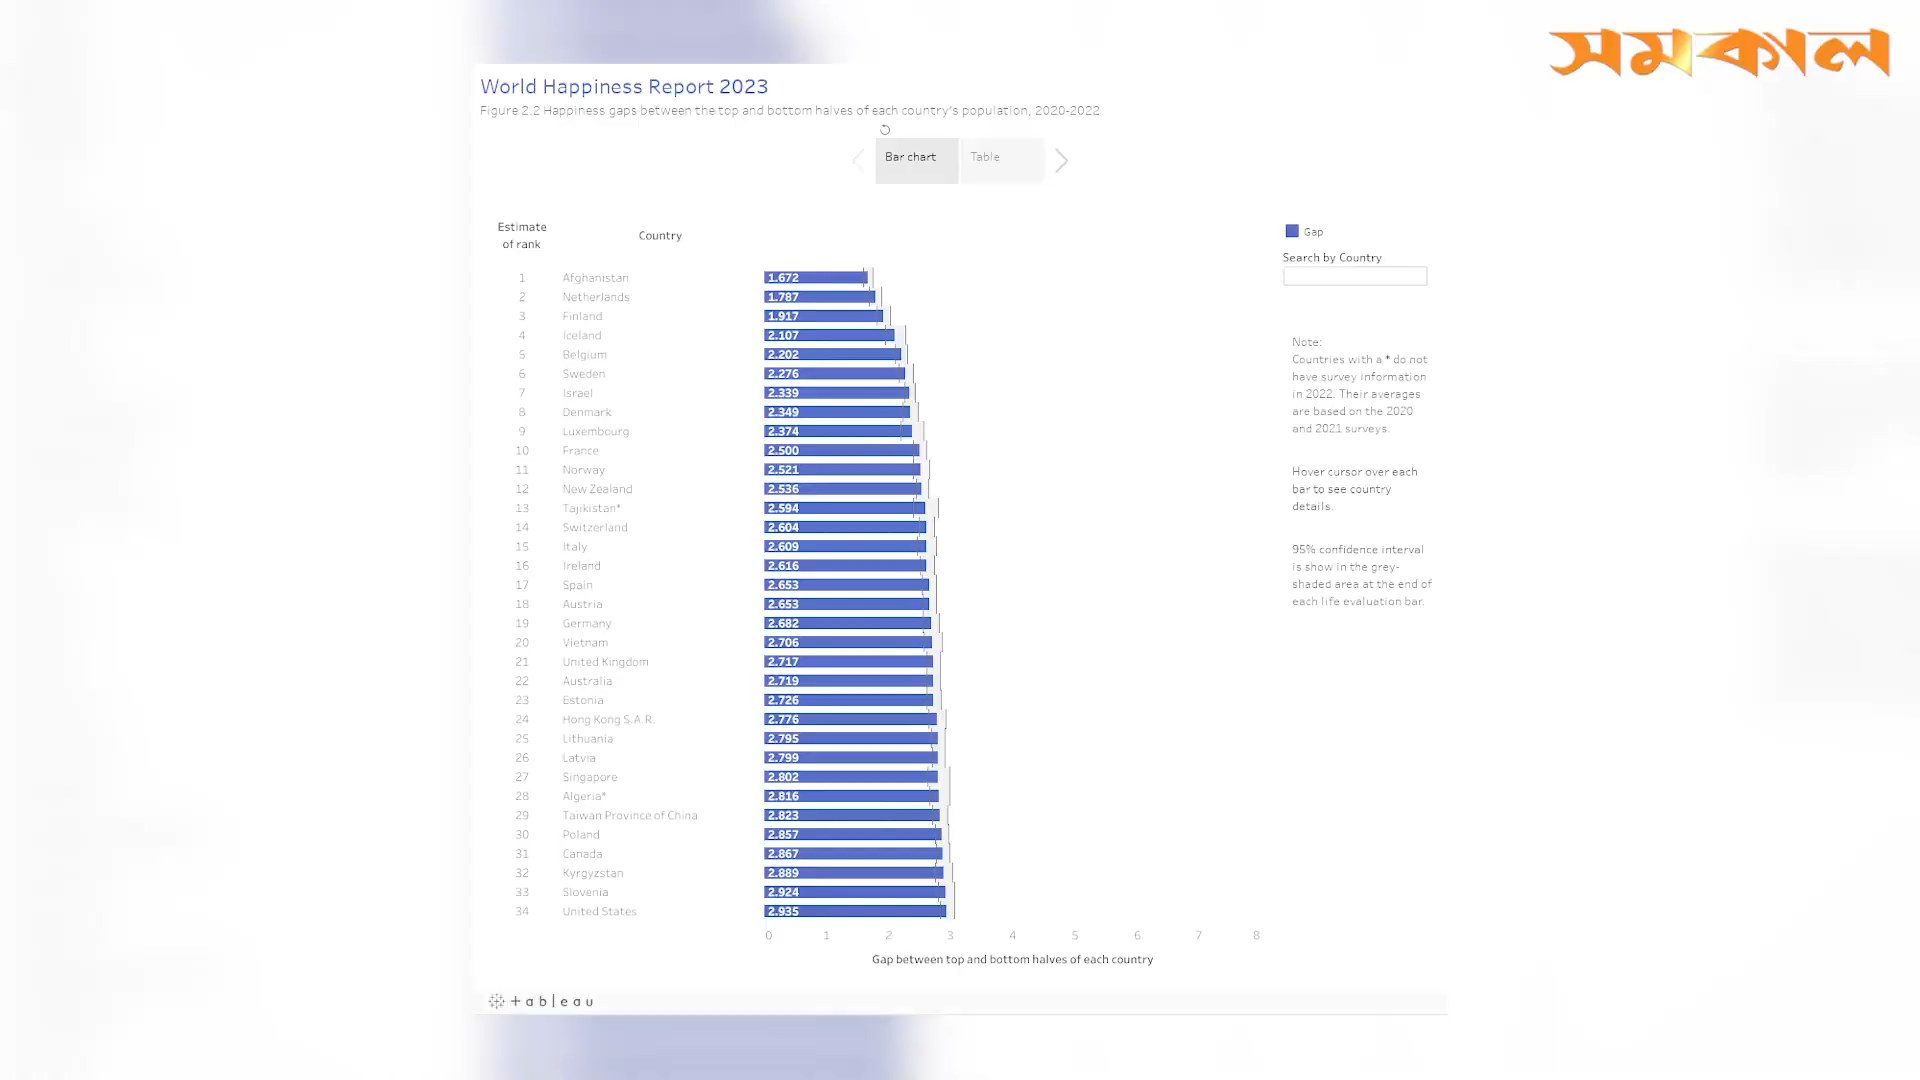 সমকাল
World Happiness Report 2023
Figure 2.2 Happiness gaps between the top and bottom halves of each country's population, 2020-2022
Bar chart Table
Estimate of rank Country
1 Afghanistan 1.672
2 Netherlands 1.787
3 Finland 1.917
4 Iceland 2.107
5 Belgium 2.202
6 Sweden 2.276
7 Israel 2.339
8 Denmark 2.349
9 Luxembourg 2.374
10 France 2.500
11 Norway 2.521
12 New Zealand 2.536
13 Tajikistan* 2.594
14 Switzerland 2.604
15 Italy 2.609
16 Ireland 2.616
17 Spain 2.653
18 Austria 2.653
19 Germany 2.682
20 Vietnam 2.706
21 United Kingdom 2.717
22 Australia 2.719
23 Estonia 2.726
24 Hong Kong S.A.R. 2.776
25 Lithuania 2.795
26 Latvia 2.799
27 Singapore 2.802
28 Algeria* 2.816
29 Taiwan Province of China 2.823
30 Poland 2.857
31 Canada 2.867
32 Kyrgyzstan 2.889
33 Slovenia 2.924
34 United States 2.935
0 1 2 3 4 5 6 7 8
Gap between top and bottom halves of each country
Gap
Search by Country
Note:
Countries with a * do not
have survey information
in 2022. Their averages
are based on the 2020
and 2021 surveys.
Hover cursor over each
bar to see country
details.
95% confidence interval
is show in the grey-
shaded area at the end of
each life evaluation bar.
+ableau